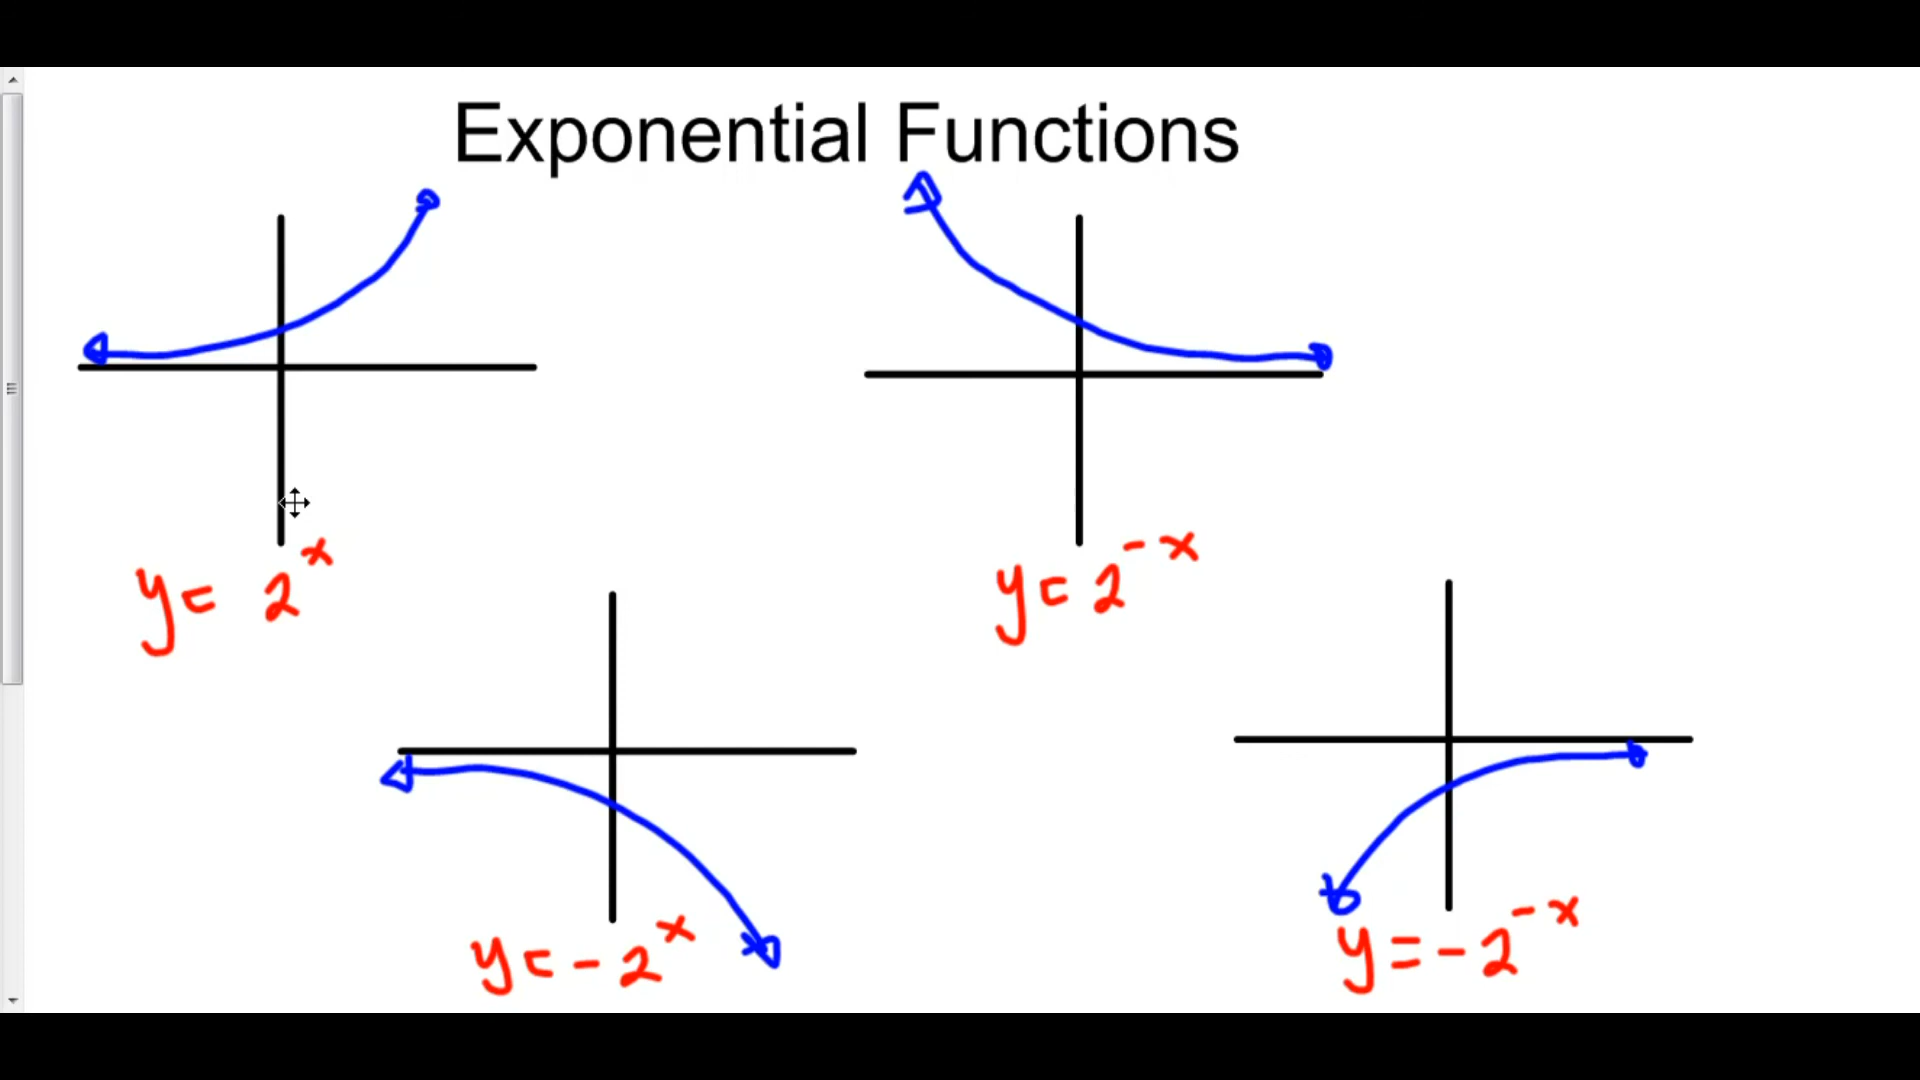 Exponential Functions
y = 2^x
y = 2^-x
y = -2^x
y = -2^-x